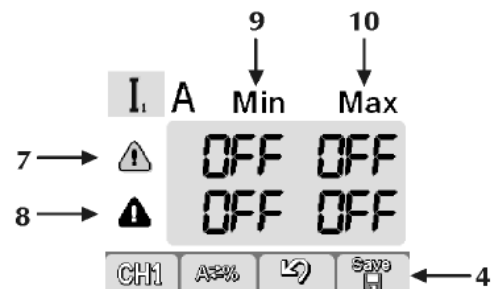 9 10
I₁ A Min Max
7 OFF OFF
8 OFF OFF
CH1 A⇄% Save 4